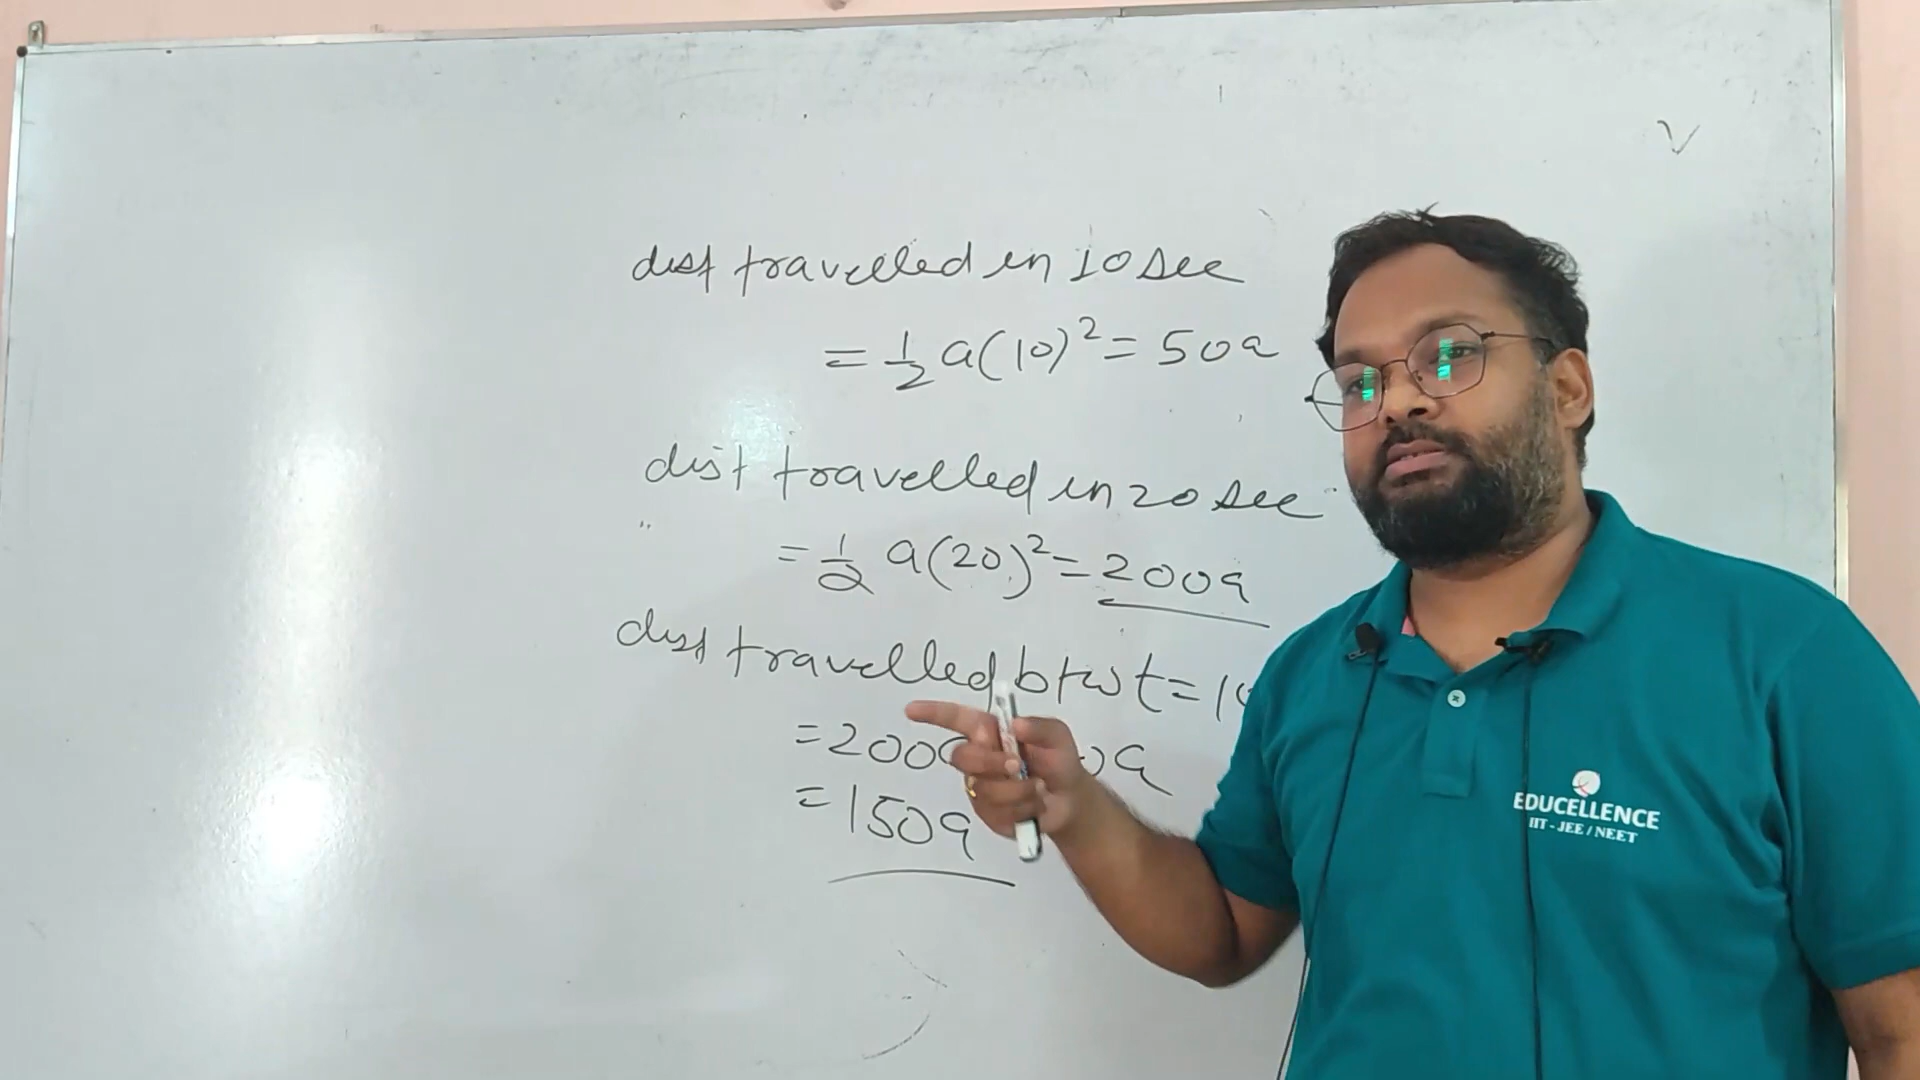 V
dist travelled in 10 sec
= 1/2 a(10)² = 50a
dist travelled in 20 sec
= 1/2 a(20)² = 200a
dist travelled btw t=1
=200 0a
=150a
EDUCELLENCE
IIT - JEE / NEET